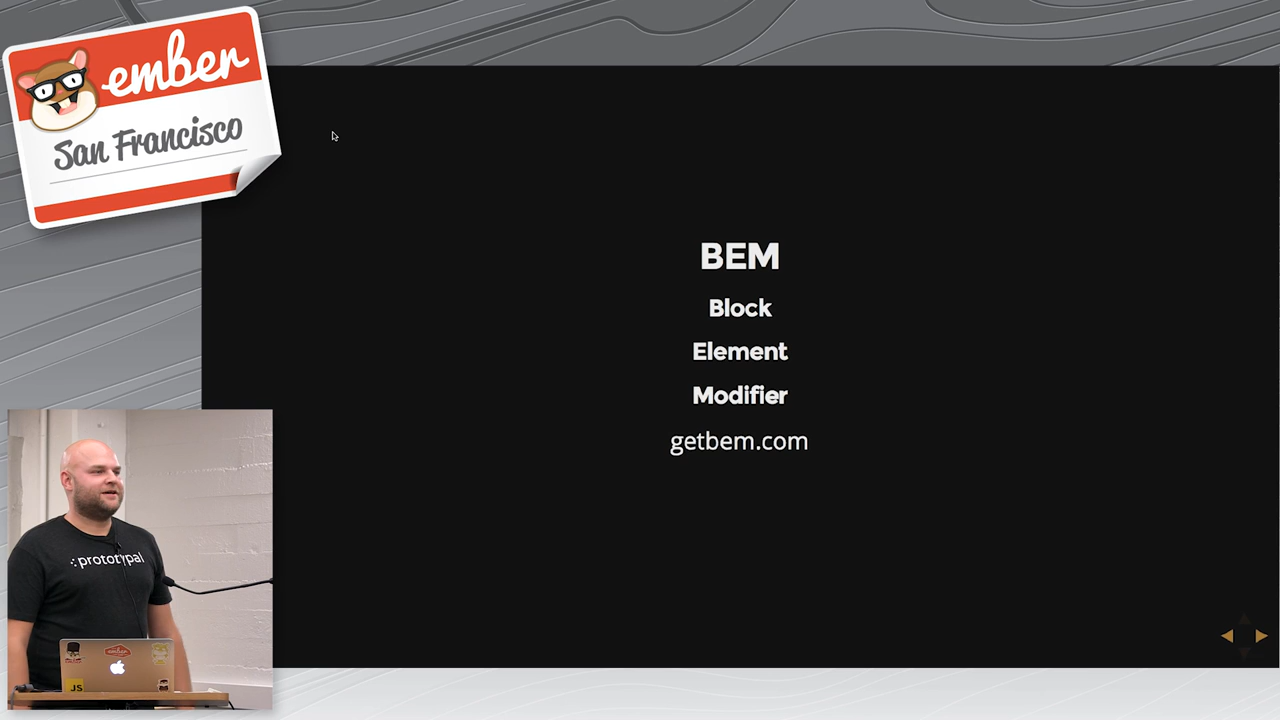 ember
San Francisco
BEM
Block
Element
Modifier
getbem.com
prototypal
JS